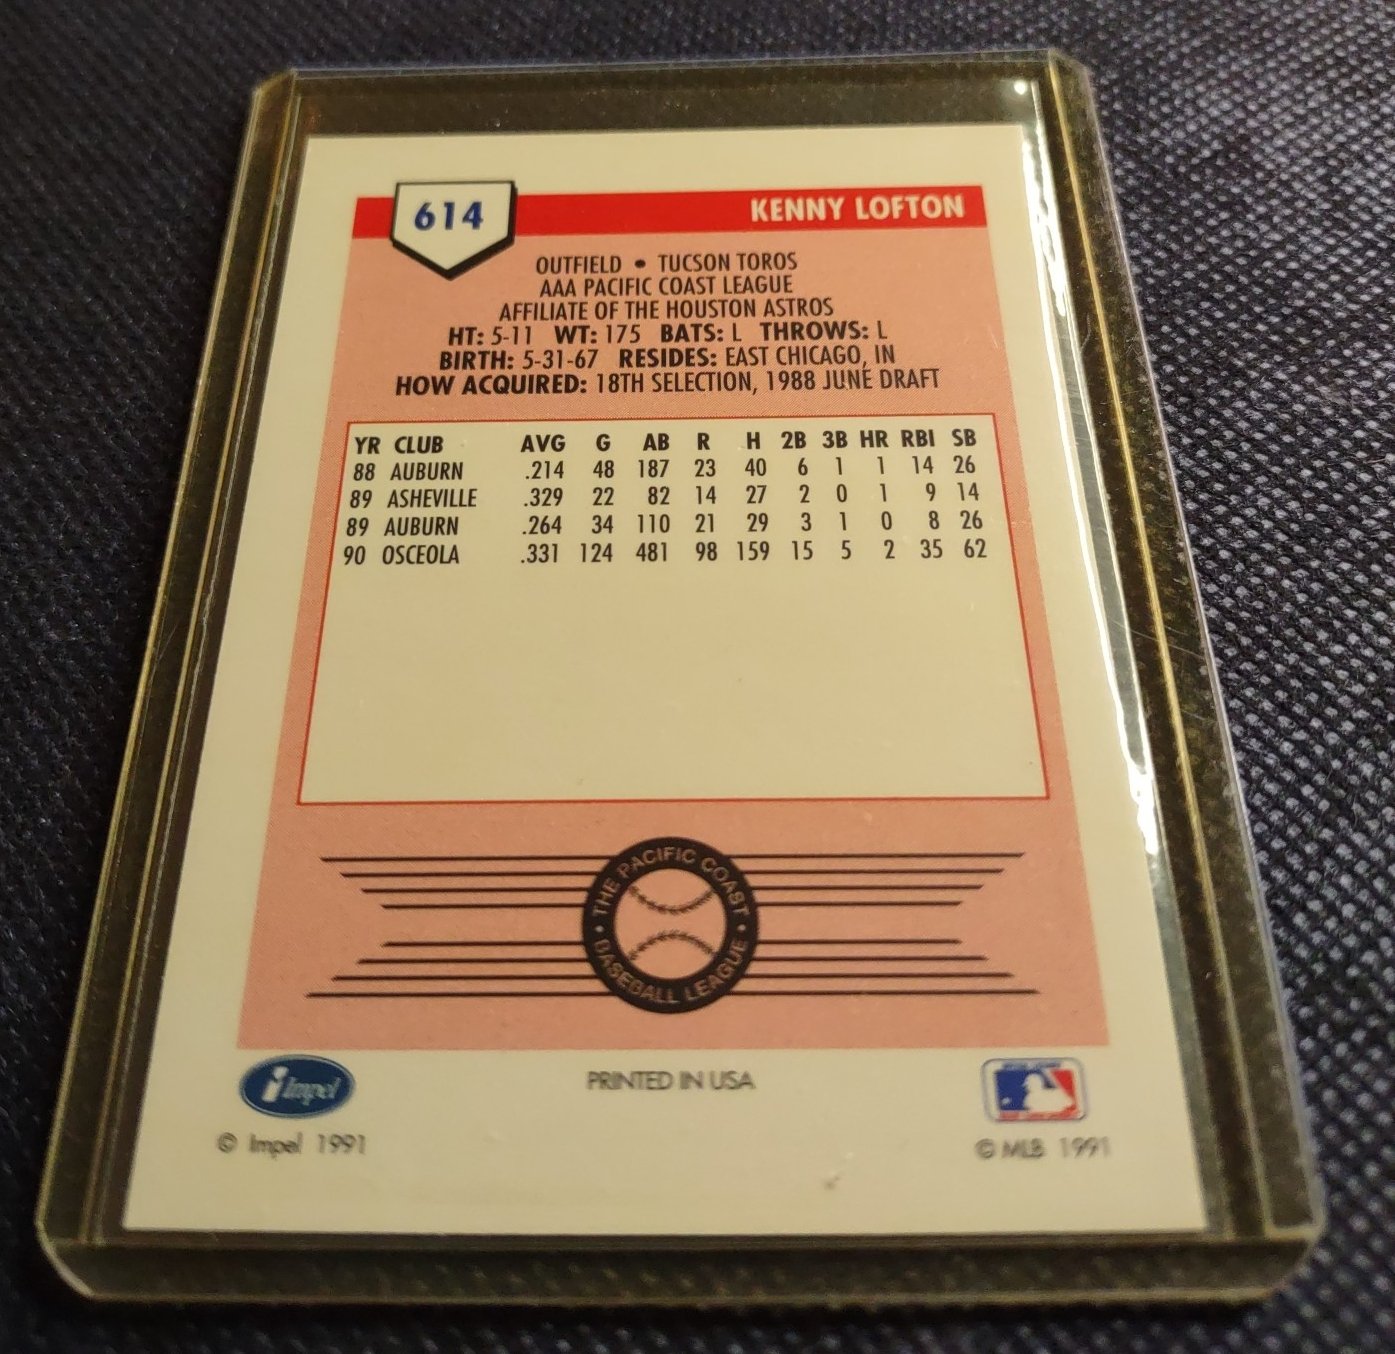 614
KENNY LOFTON
OUTFIELD • TUCSON TOROS
AAA PACIFIC COAST LEAGUE
AFFILIATE OF THE HOUSTON ASTROS
HT: 5-11 WT: 175 BATS: L THROWS: L
BIRTH: 5-31-67 RESIDES: EAST CHICAGO, IN
HOW ACQUIRED: 18TH SELECTION, 1988 JUNE DRAFT
YR CLUB AVG G AB R H 2B 3B HR RBI SB
88 AUBURN .214 48 187 23 40 6 1 1 14 26
89 ASHEVILLE .329 22 82 14 27 2 0 1 9 14
89 AUBURN .264 34 110 21 29 3 1 0 8 26
90 OSCEOLA .331 124 481 98 159 15 5 2 35 62
• THE PACIFIC COAST •
BASEBALL LEAGUE
i Impel
PRINTED IN USA
© Impel 1991
© MLB 1991